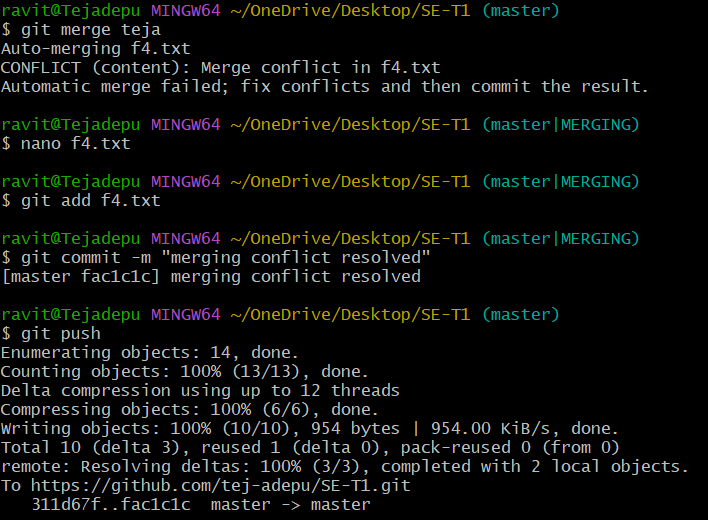 ravit@Tejadepu MINGW64 ~/OneDrive/Desktop/SE-T1 (master)
$ git merge teja
Auto-merging f4.txt
CONFLICT (content): Merge conflict in f4.txt
Automatic merge failed; fix conflicts and then commit the result.
ravit@Tejadepu MINGW64 ~/OneDrive/Desktop/SE-T1 (master|MERGING)
$ nano f4.txt
ravit@Tejadepu MINGW64 ~/OneDrive/Desktop/SE-T1 (master|MERGING)
$ git add f4.txt
ravit@Tejadepu MINGW64 ~/OneDrive/Desktop/SE-T1 (master|MERGING)
$ git commit -m "merging conflict resolved"
[master fac1c1c] merging conflict resolved
ravit@Tejadepu MINGW64 ~/OneDrive/Desktop/SE-T1 (master)
$ git push
Enumerating objects: 14, done.
Counting objects: 100% (13/13), done.
Delta compression using up to 12 threads
Compressing objects: 100% (6/6), done.
Writing objects: 100% (10/10), 954 bytes | 954.00 KiB/s, done.
Total 10 (delta 3), reused 1 (delta 0), pack-reused 0 (from 0)
remote: Resolving deltas: 100% (3/3), completed with 2 local objects.
To https://github.com/tej-adepu/SE-T1.git
   311d67f..fac1c1c  master -> master